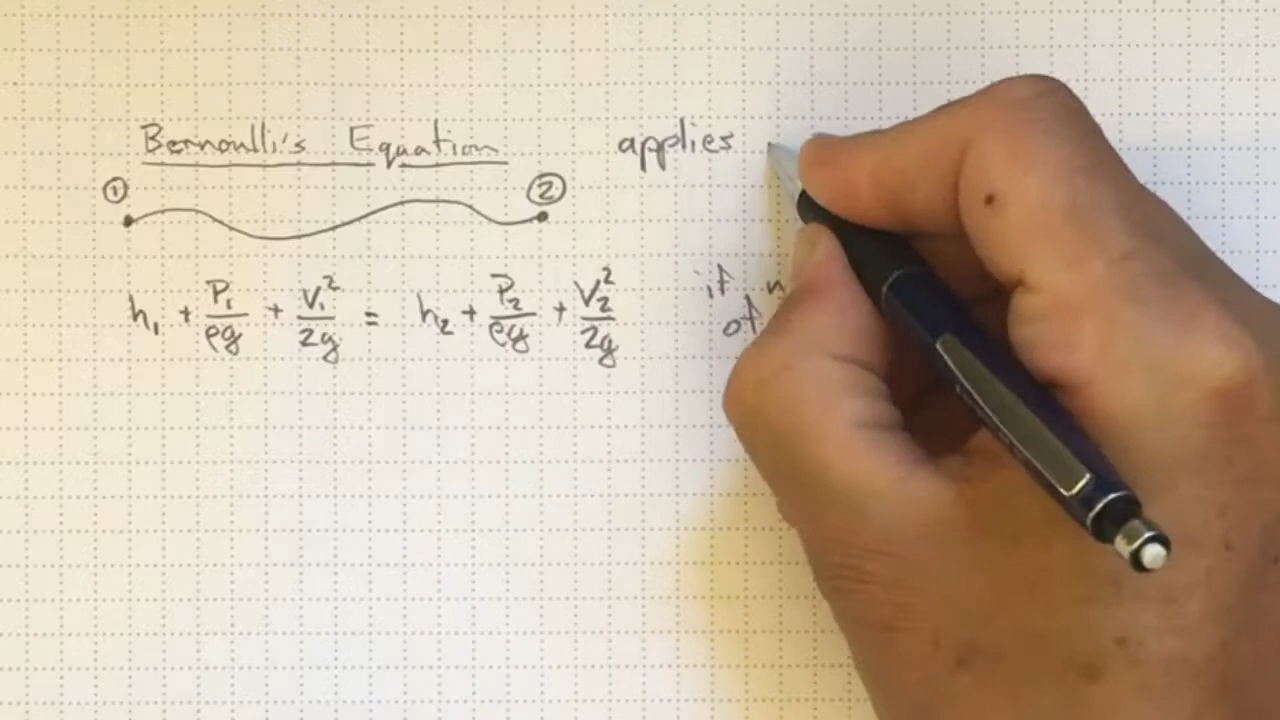 Bernoulli's Equation applies
① ②
h₁ + P₁/ρg + V₁²/2g = h₂ + P₂/ρg + V₂²/2g if
of